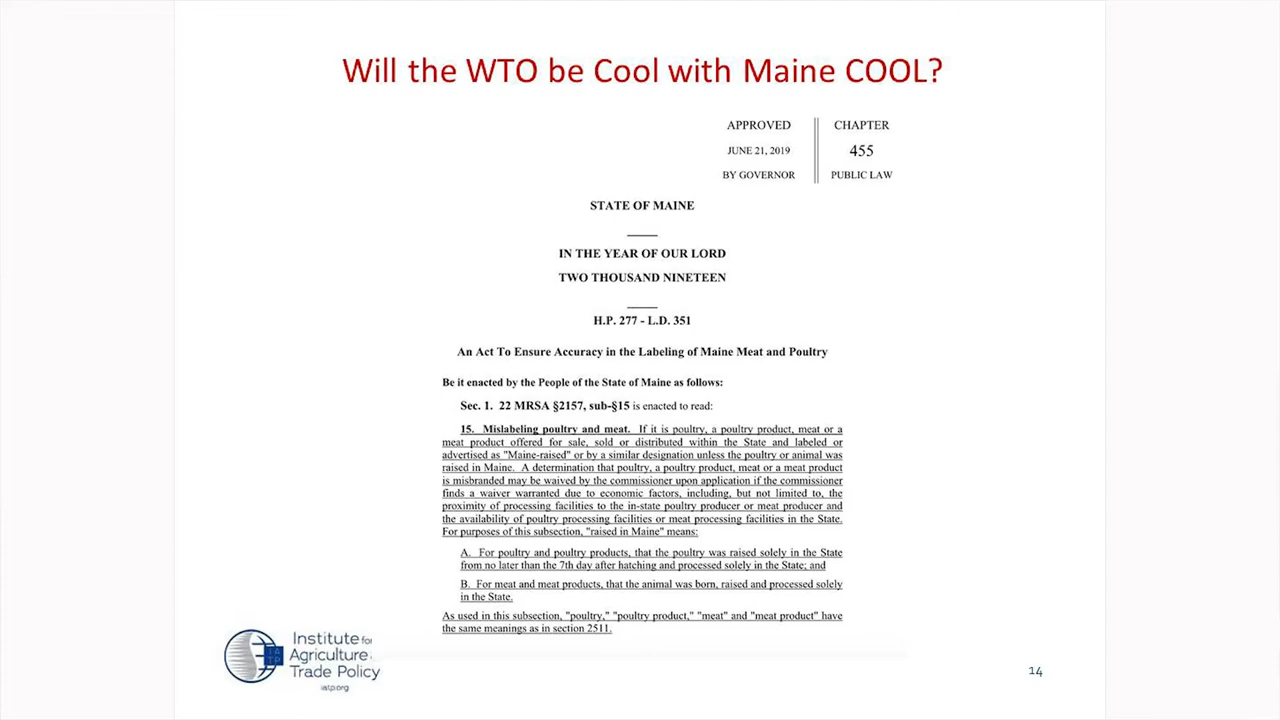 Will the WTO be Cool with Maine COOL?
APPROVED CHAPTER
JUNE 21, 2019 455
BY GOVERNOR PUBLIC LAW
STATE OF MAINE
IN THE YEAR OF OUR LORD
TWO THOUSAND NINETEEN
H.P. 277 - L.D. 351
An Act To Ensure Accuracy in the Labeling of Maine Meat and Poultry
Be it enacted by the People of the State of Maine as follows:
Sec. 1. 22 MRSA §2157, sub-§15 is enacted to read:
15. Mislabeling poultry and meat. If it is poultry, a poultry product, meat or a
meat product offered for sale, sold or distributed within the State and labeled or
advertised as "Maine-raised" or by a similar designation unless the poultry or animal was
raised in Maine. A determination that poultry, a poultry product, meat or a meat product
is misbranded may be waived by the commissioner upon application if the commissioner
finds a waiver warranted due to economic factors, including, but not limited to, the
proximity of processing facilities to the in-state poultry producer or meat producer and
the availability of poultry processing facilities or meat processing facilities in the State.
For purposes of this subsection, "raised in Maine" means:
A. For poultry and poultry products, that the poultry was raised solely in the State
from no later than the 7th day after hatching and processed solely in the State; and
B. For meat and meat products, that the animal was born, raised and processed solely
in the State.
As used in this subsection, "poultry," "poultry product," "meat" and "meat product" have
the same meanings as in section 2511.
IA
TP
Institute for
Agriculture
Trade Policy
iatp.org
14